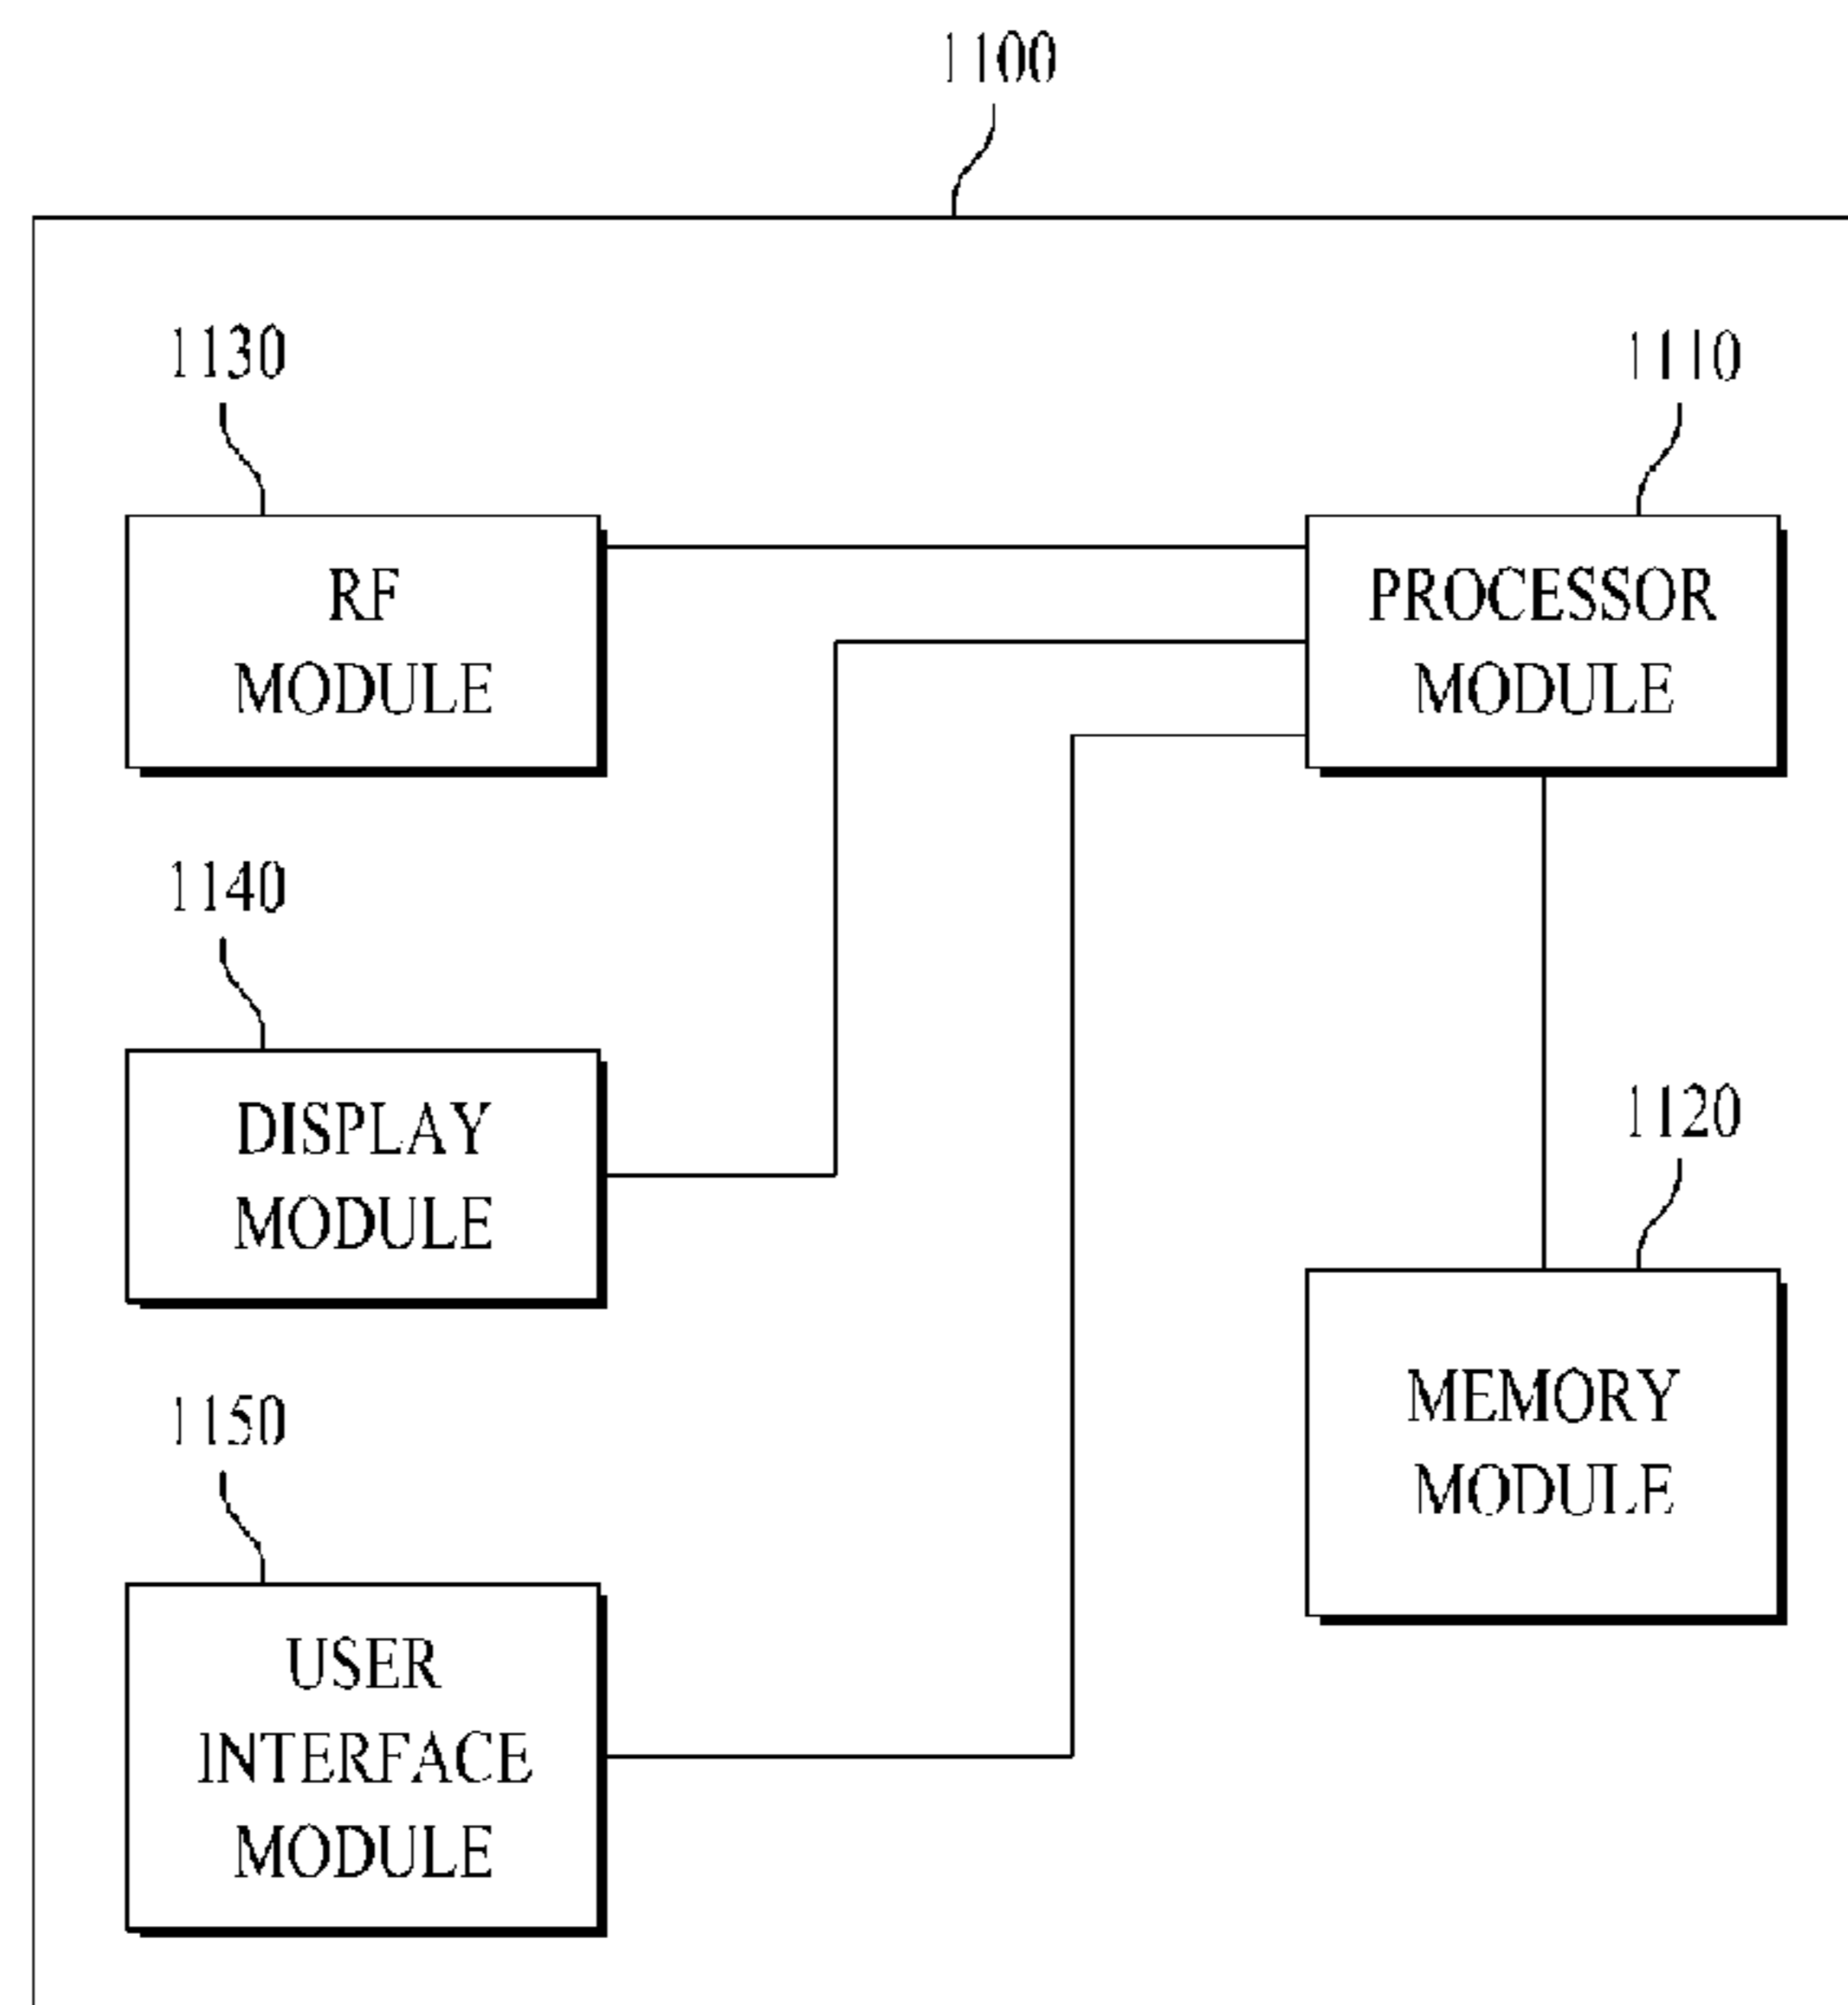 1100
1130
RF
MODULE
1110
PROCESSOR
MODULE
1140
DISPLAY
MODULE
1120
MEMORY
MODULE
1150
USER
INTERFACE
MODULE